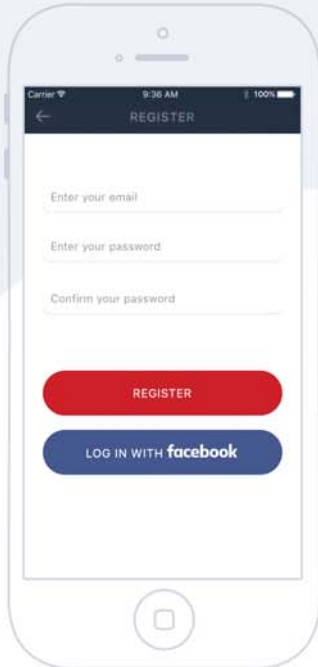 Carrier 9:36 AM 100%
REGISTER
Enter your email
Enter your password
Confirm your password
REGISTER
LOG IN WITH facebook